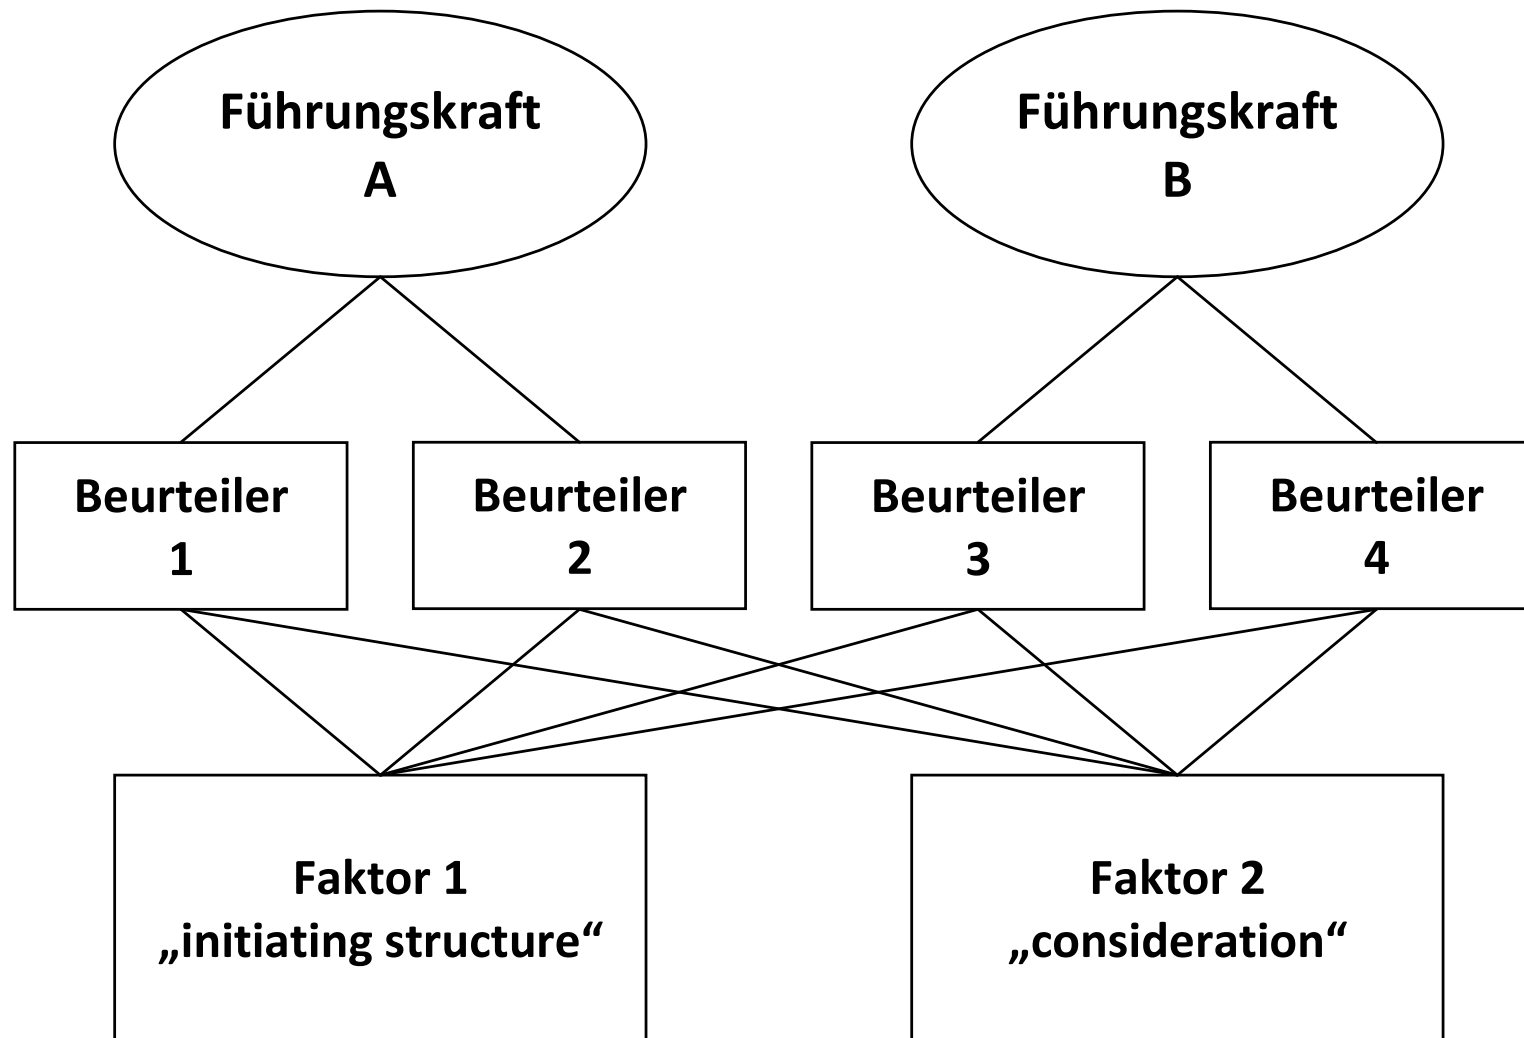 Führungskraft
A
Führungskraft
B
Beurteiler
1
Beurteiler
2
Beurteiler
3
Beurteiler
4
Faktor 1
„initiating structure“
Faktor 2
„consideration“